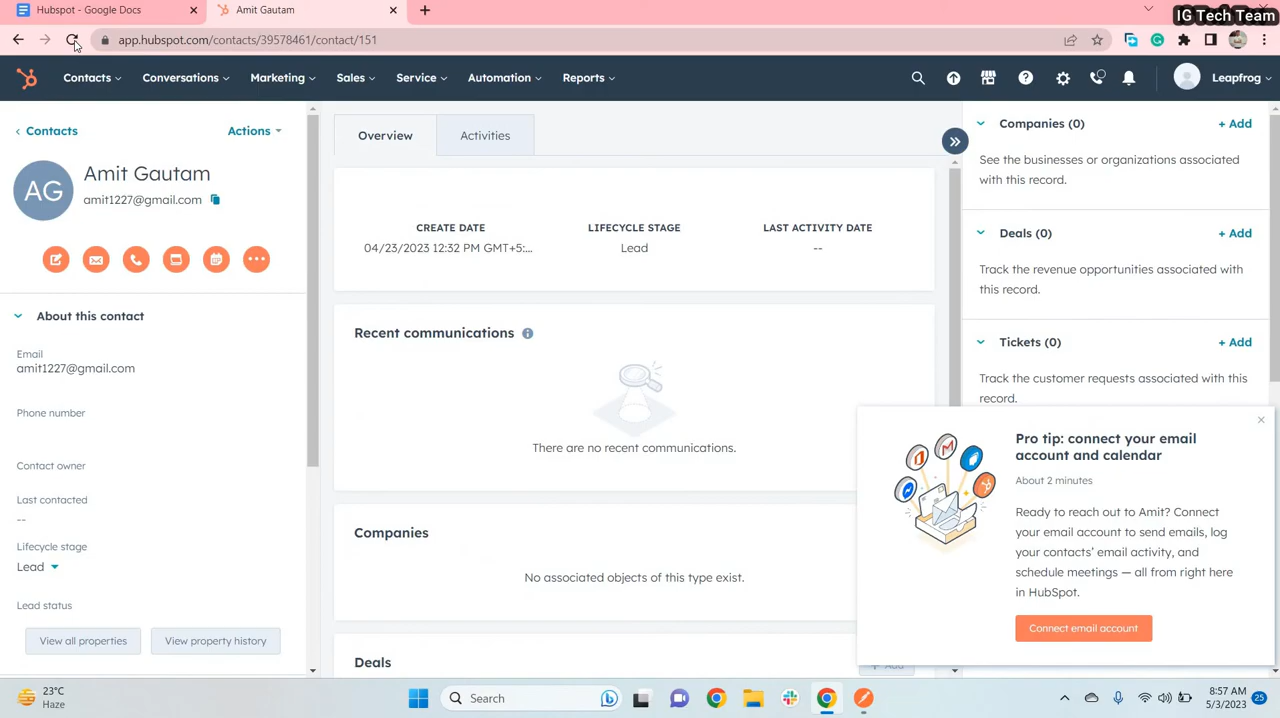 Hubspot - Google Docs
Amit Gautam
IG Tech Team
app.hubspot.com/contacts/39578461/contact/151
Contacts
Conversations
Marketing
Sales
Service
Automation
Reports
Leapfrog
Contacts
Actions
AG
Amit Gautam
amit1227@gmail.com
About this contact
Email
amit1227@gmail.com
Phone number
Contact owner
Last contacted
--
Lifecycle stage
Lead
Lead status
View all properties
View property history
Overview
Activities
CREATE DATE
04/23/2023 12:32 PM GMT+5:...
LIFECYCLE STAGE
Lead
LAST ACTIVITY DATE
--
Recent communications
There are no recent communications.
Companies
No associated objects of this type exist.
Deals
+ Add
Companies (0)
+ Add
See the businesses or organizations associated
with this record.
Deals (0)
+ Add
Track the revenue opportunities associated with
this record.
Tickets (0)
+ Add
Track the customer requests associated with this
record.
Pro tip: connect your email
account and calendar
About 2 minutes
Ready to reach out to Amit? Connect
your email account to send emails, log
your contacts' email activity, and
schedule meetings — all from right here
in HubSpot.
Connect email account
23°C
Haze
Search
8:57 AM
5/3/2023
25